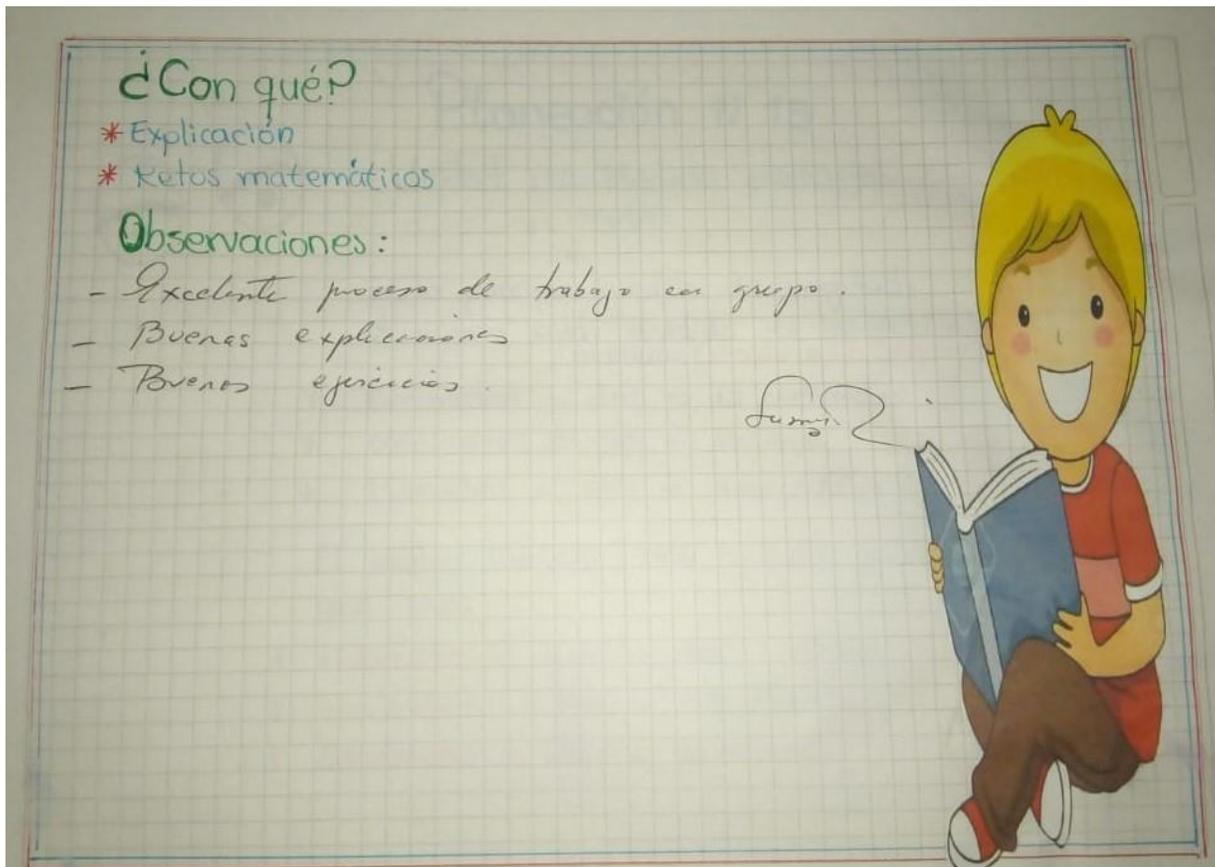 ¿Con qué?
* Explicación
* Retos matemáticos
Observaciones:
- Excelente proceso de trabajo en grupo.
- Buenas explicaciones
- Buenos ejercicios.